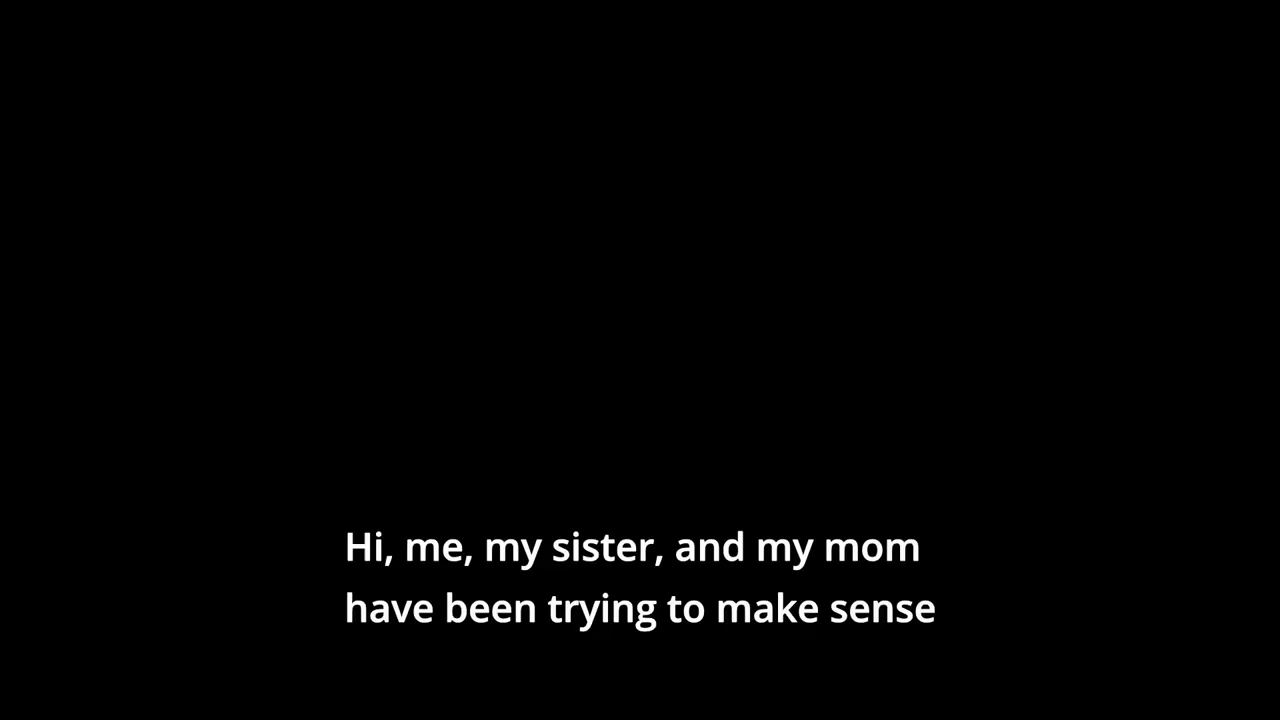 Hi, me, my sister, and my mom
have been trying to make sense